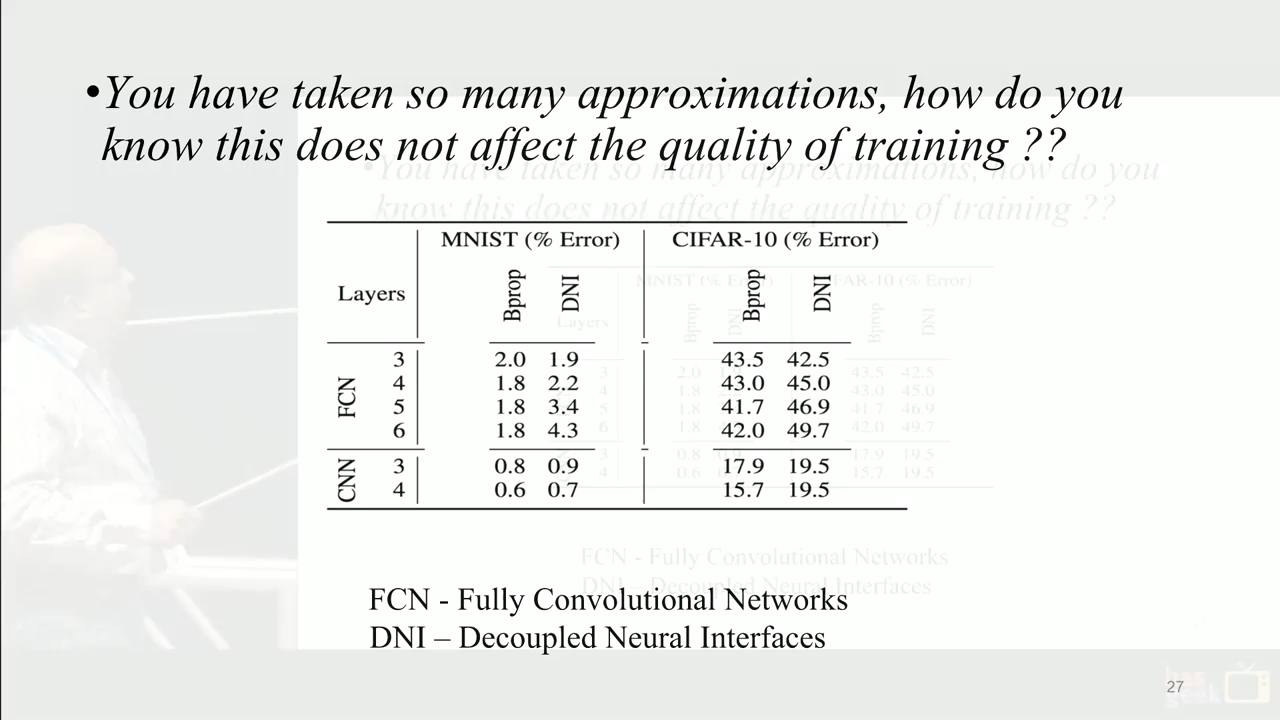 •You have taken so many approximations, how do you
know this does not affect the quality of training ??
MNIST (% Error) CIFAR-10 (% Error)
Layers Bprop DNI Bprop DNI
FCN
3 2.0 1.9 43.5 42.5
4 1.8 2.2 43.0 45.0
5 1.8 3.4 41.7 46.9
6 1.8 4.3 42.0 49.7
CNN
3 0.8 0.9 17.9 19.5
4 0.6 0.7 15.7 19.5
FCN - Fully Convolutional Networks
DNI – Decoupled Neural Interfaces
27